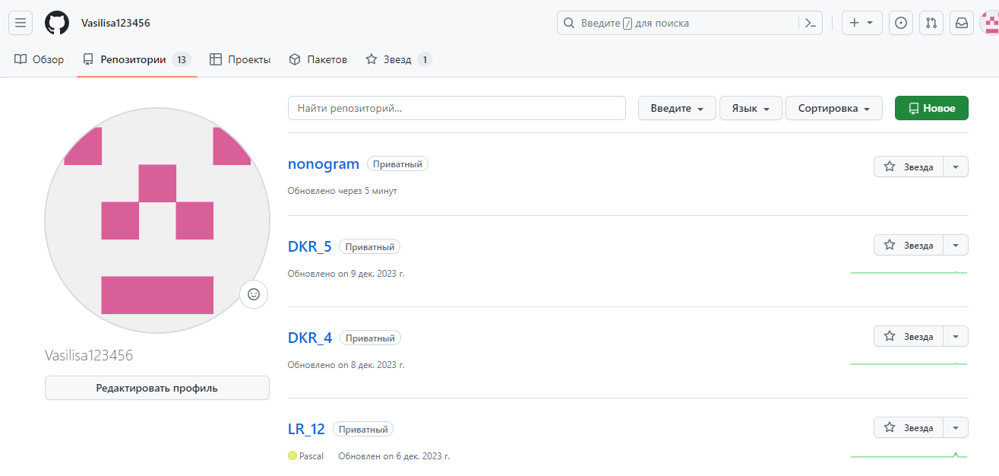 Vasilisa123456
Введите / для поиска
Обзор
Репозитории 13
Проекты
Пакетов
Звезд 1
Найти репозиторий...
Введите
Язык
Сортировка
Новое
nonogram Приватный
Звезда
Обновлено через 5 минут
DKR_5 Приватный
Звезда
Обновлено on 9 дек. 2023 г.
DKR_4 Приватный
Звезда
Обновлено on 8 дек. 2023 г.
Vasilisa123456
Редактировать профиль
LR_12 Приватный
Звезда
Pascal Обновлен on 6 дек. 2023 г.